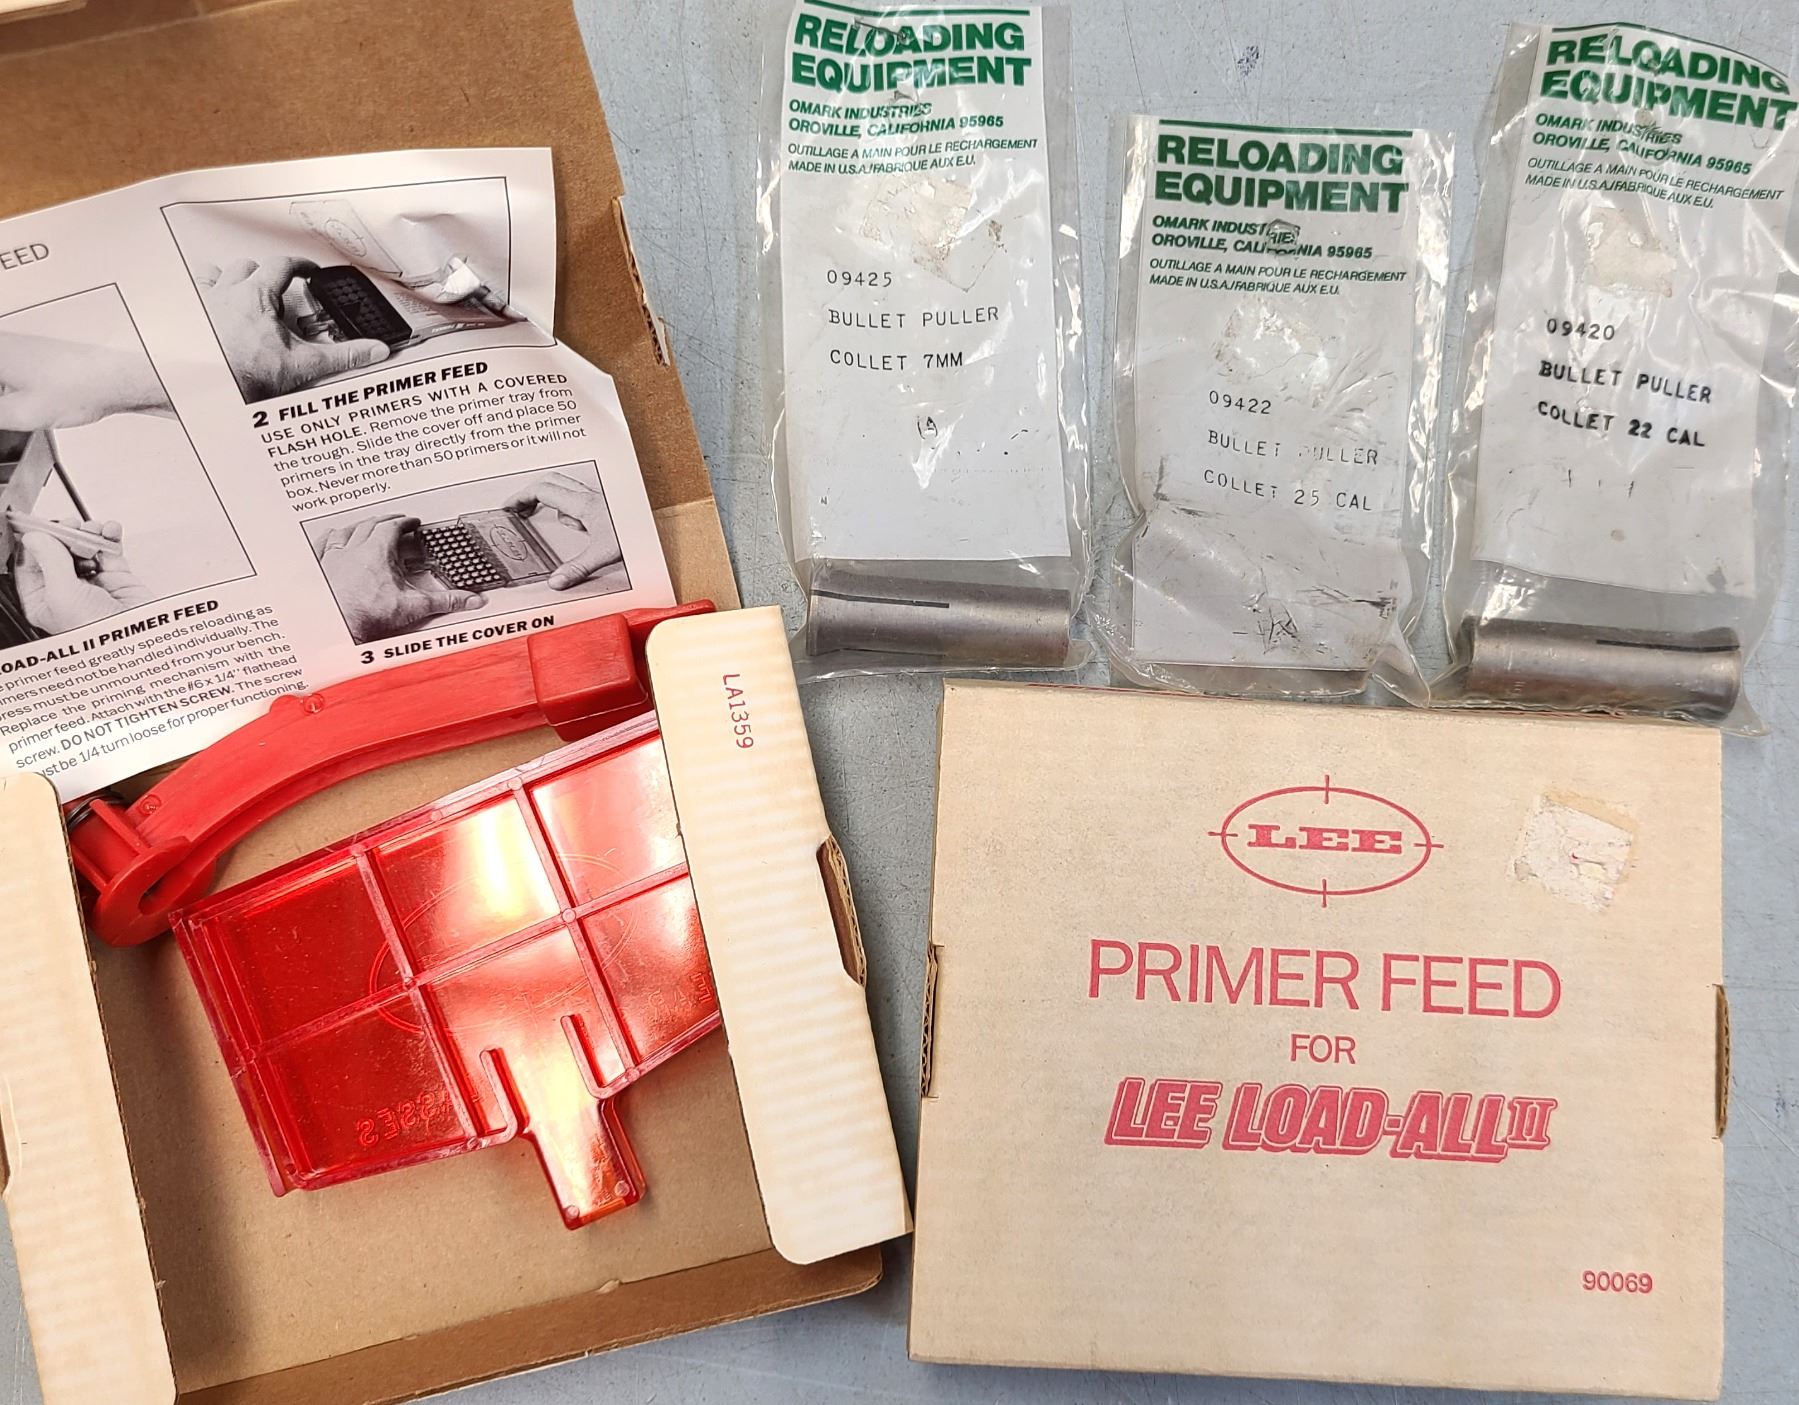 EED
2 FILL THE PRIMER FEED
USE ONLY PRIMERS WITH A COVERED
FLASH HOLE. Remove the primer tray from
the trough. Slide the cover off and place 50
primers in the tray directly from the primer
box. Never more than 50 primers or it will not
work properly.
3 SLIDE THE COVER ON
OAD-ALL II PRIMER FEED
primer feed greatly speeds reloading as
mers need not be handled individually. The
ress must be unmounted from your bench.
Replace the priming mechanism with the
primer feed. Attach with the #6 x 1/4" flathead
screw. DO NOT TIGHTEN SCREW. The screw
ust be 1/4 turn loose for proper functioning.
LA1359
RELOADING
EQUIPMENT
OMARK INDUSTRIES
OROVILLE, CALIFORNIA 95965
OUTILLAGE A MAIN POUR LE RECHARGEMENT
MADE IN U.S.A./FABRIQUE AUX E.U.
09425
BULLET PULLER
COLLET 7MM
RELOADING
EQUIPMENT
OMARK INDUSTRIES
OROVILLE, CALIFORNIA 95965
OUTILLAGE A MAIN POUR LE RECHARGEMENT
MADE IN U.S.A./FABRIQUE AUX E.U.
09422
BULLET PULLER
COLLET 25 CAL
RELOADING
EQUIPMENT
OMARK INDUSTRIES
OROVILLE, CALIFORNIA 95965
OUTILLAGE A MAIN POUR LE RECHARGEMENT
MADE IN U.S.A./FABRIQUE AUX E.U.
09420
BULLET PULLER
COLLET 22 CAL
LEE
PRIMER FEED
FOR
LEE LOAD-ALL II
90069